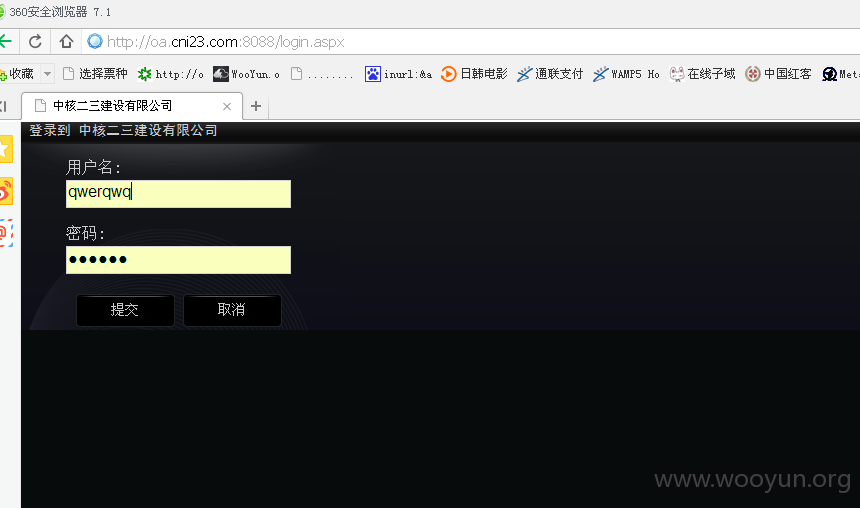 360安全浏览器 7.1
http://oa.cni23.com:8088/login.aspx
收藏 选择票种 http://o WooYun.o ........ inurl:&a 日韩电影 通联支付 WAMP5 Ho 在线子域 中国红客 Met
中核二三建设有限公司
登录到 中核二三建设有限公司
用户名:
qwerqwq
密码:
●●●●●●
提交 取消
www.wooyun.org